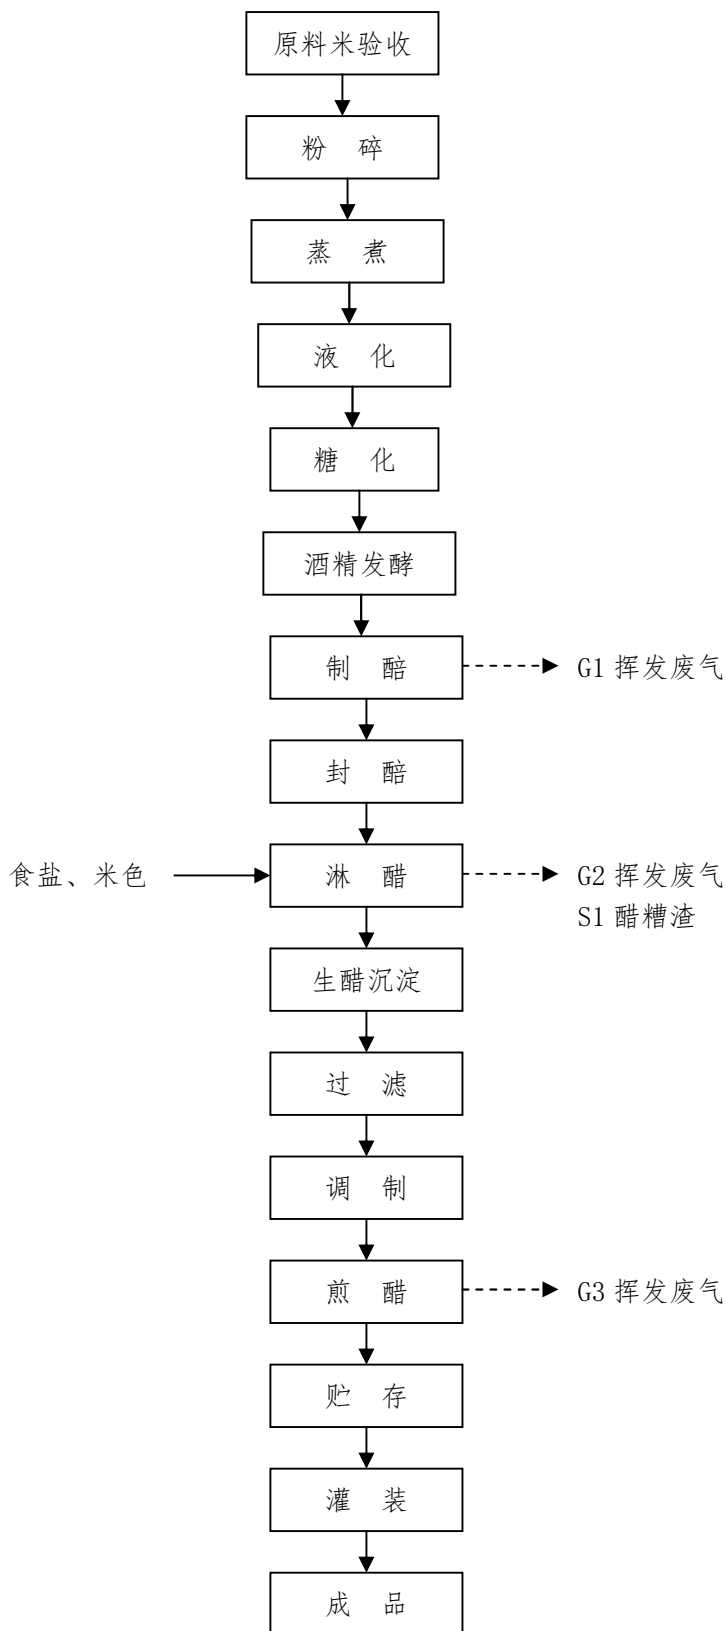 原料米验收
粉 碎
蒸 煮
液 化
糖 化
酒精发酵
制 醅
G1 挥发废气
封 醅
食盐、米色
淋 醋
G2 挥发废气
S1 醋糟渣
生醋沉淀
过 滤
调 制
煎 醋
G3 挥发废气
贮 存
灌 装
成 品